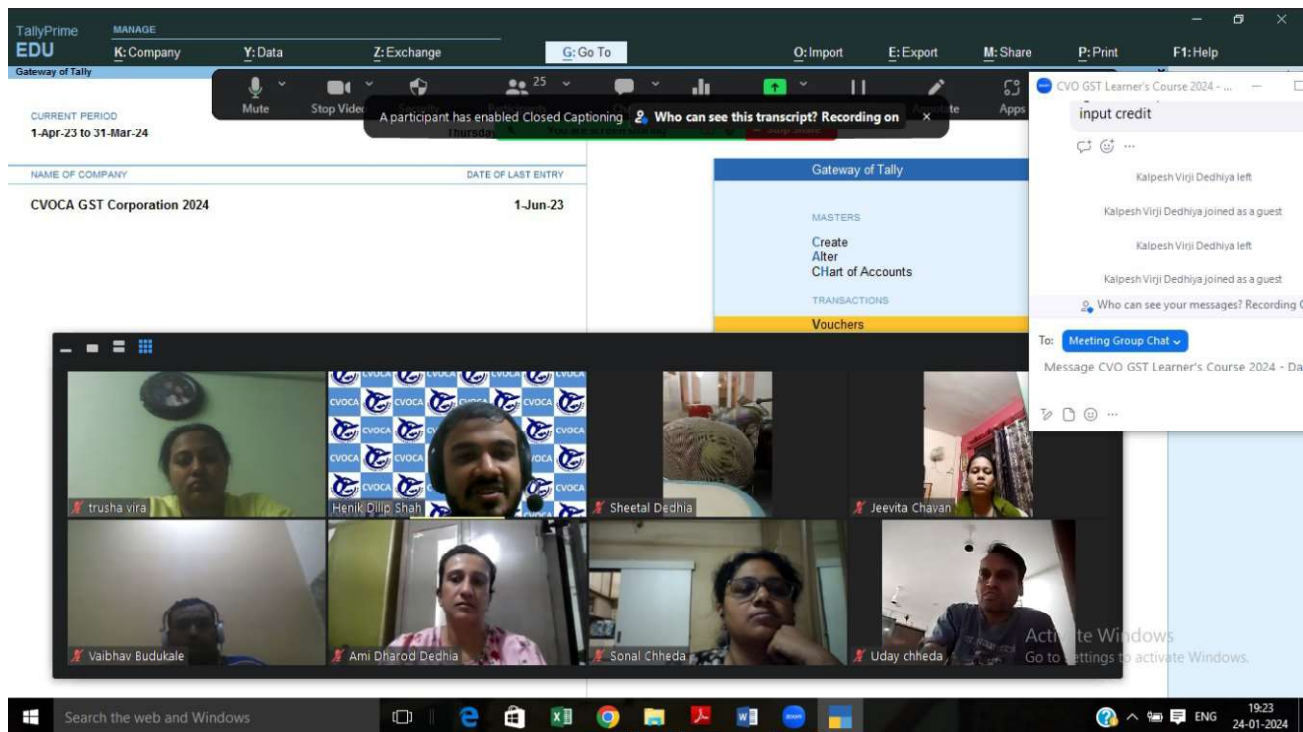 TallyPrime
EDU
MANAGE
K: Company
Y: Data
Z: Exchange
G: Go To
O: Import
E: Export
M: Share
P: Print
F1: Help
Gateway of Tally
Mute
Stop Video
25
Apps
A participant has enabled Closed Captioning
Who can see this transcript? Recording on
CURRENT PERIOD
1-Apr-23 to 31-Mar-24
NAME OF COMPANY
DATE OF LAST ENTRY
CVOCA GST Corporation 2024
1-Jun-23
Gateway of Tally
MASTERS
Create
Alter
CHart of Accounts
TRANSACTIONS
Vouchers
CVO GST Learner's Course 2024 - ...
input credit
Kalpesh Virji Dedhiya left
Kalpesh Virji Dedhiya joined as a guest
Kalpesh Virji Dedhiya left
Kalpesh Virji Dedhiya joined as a guest
Who can see your messages? Recording
To: Meeting Group Chat
Message CVO GST Learner's Course 2024 - Da
CVOCA
trusha vira
Henik Dilip Shah
Sheetal Dedhia
Jeevita Chavan
Vaibhav Budukale
Ami Dharod Dedhia
Sonal Chheda
Uday chheda
Go to Settings to activate Windows.
Search the web and Windows
ENG
19:23
24-01-2024